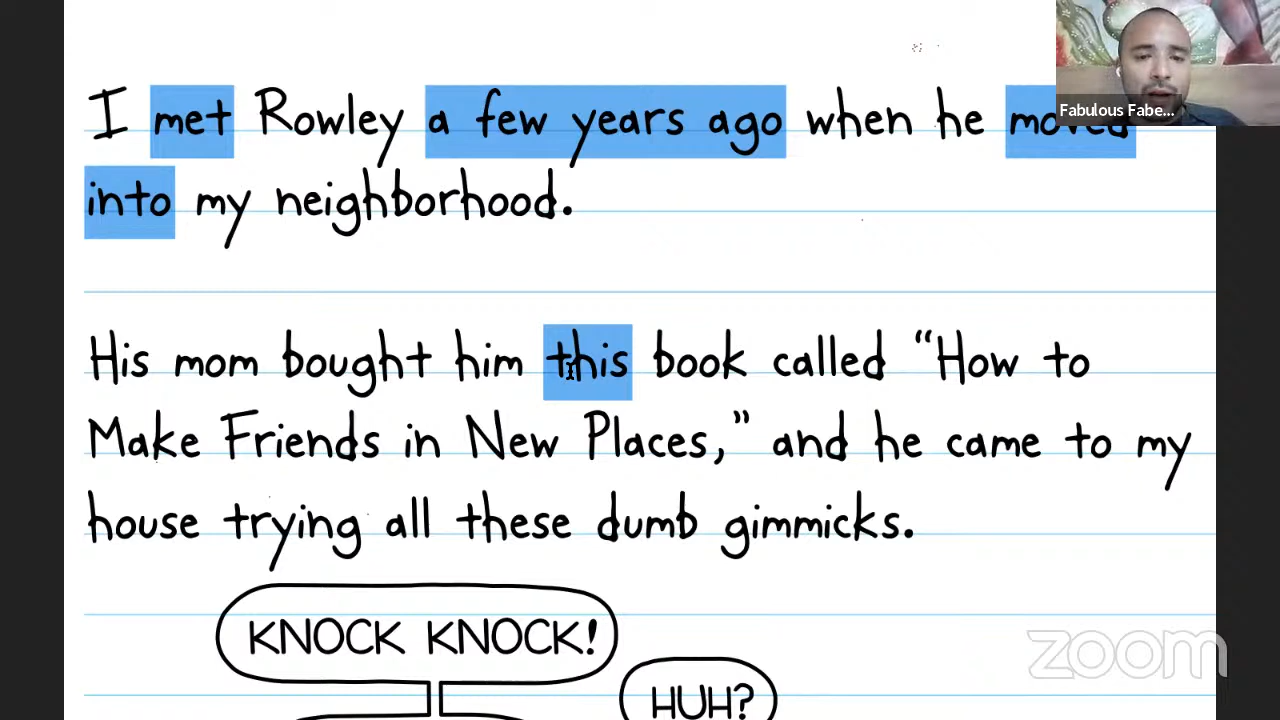 I met Rowley a few years ago when he moved
into my neighborhood.
His mom bought him this book called “How to
Make Friends in New Places,” and he came to my
house trying all these dumb gimmicks.
KNOCK KNOCK!
HUH?
Fabulous Fabe...
zoom